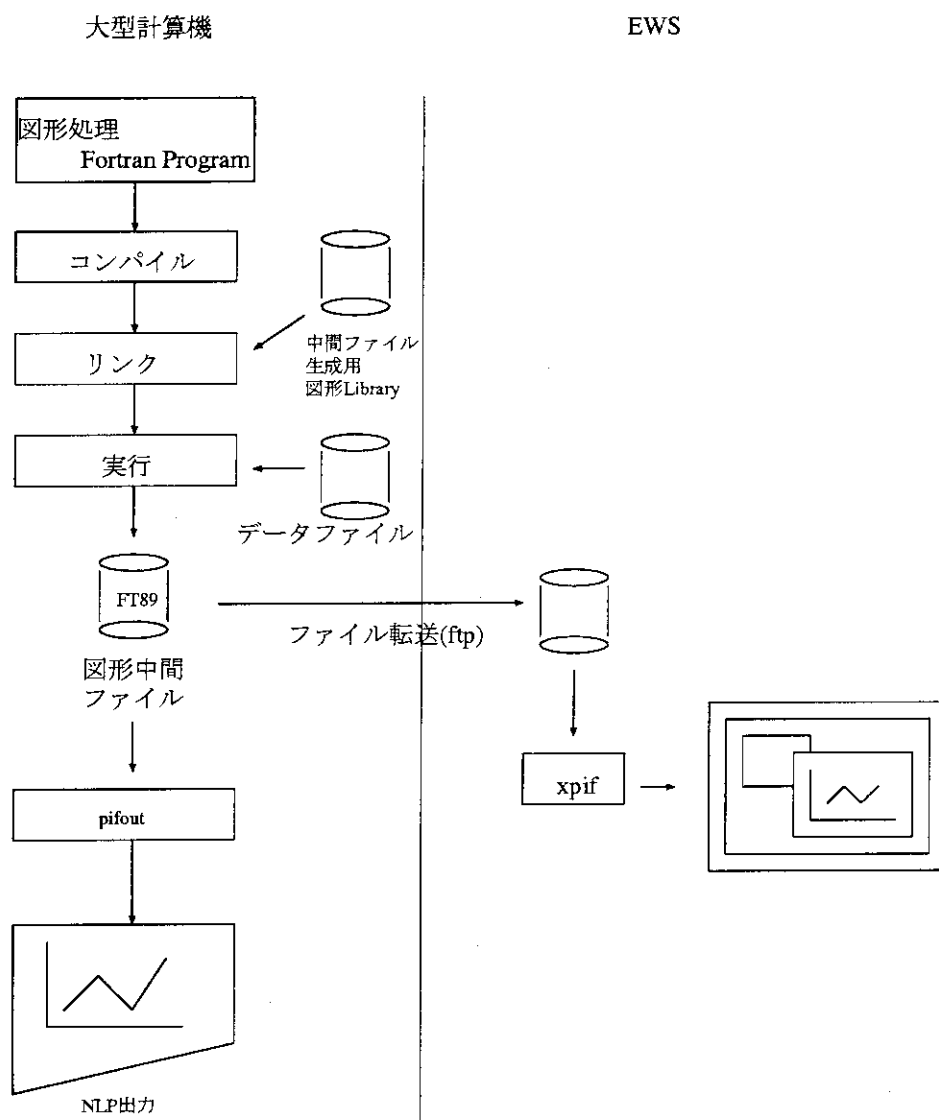 大型計算機
EWS
図形処理
Fortran Program
コンパイル
リンク
中間ファイル
生成用
図形Library
実行
データファイル
FT89
ファイル転送(ftp)
図形中間
ファイル
xpif
pifout
NLP出力